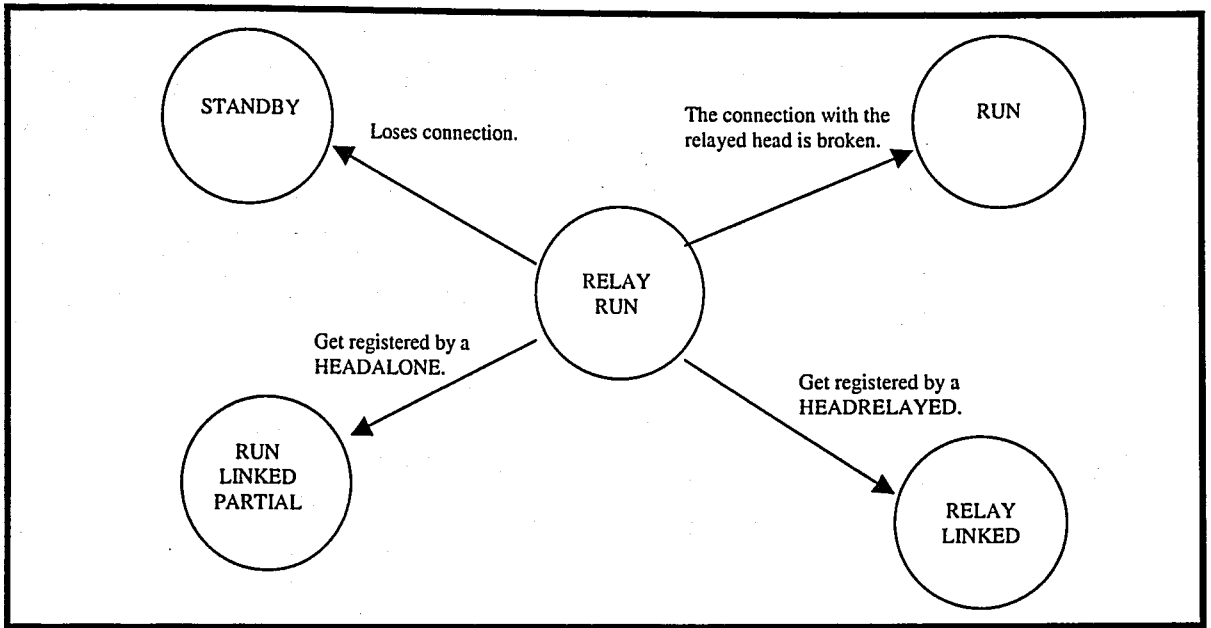 STANDBY
Loses connection.
The connection with the
relayed head is broken.
RUN
RELAY
RUN
Get registered by a
HEADALONE.
Get registered by a
HEADRELAYED.
RUN
LINKED
PARTIAL
RELAY
LINKED